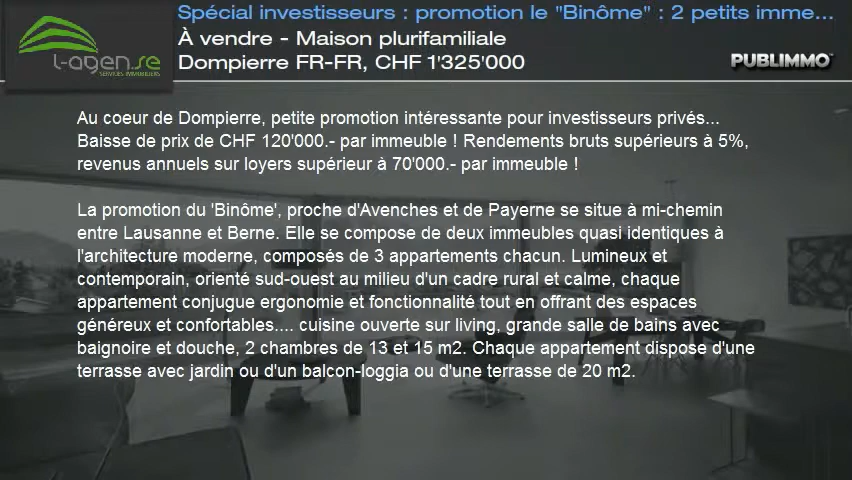 Spécial investisseurs : promotion le "Binôme" : 2 petits imme...
À vendre - Maison plurifamiliale
Dompierre FR-FR, CHF 1'325'000
l-agen.se
SERVICES IMMOBILIERS
PUBLIMMO
Au coeur de Dompierre, petite promotion intéressante pour investisseurs privés...
Baisse de prix de CHF 120'000.- par immeuble ! Rendements bruts supérieurs à 5%,
revenus annuels sur loyers supérieur à 70'000.- par immeuble !
La promotion du 'Binôme', proche d'Avenches et de Payerne se situe à mi-chemin
entre Lausanne et Berne. Elle se compose de deux immeubles quasi identiques à
l'architecture moderne, composés de 3 appartements chacun. Lumineux et
contemporain, orienté sud-ouest au milieu d'un cadre rural et calme, chaque
appartement conjugue ergonomie et fonctionnalité tout en offrant des espaces
généreux et confortables.... cuisine ouverte sur living, grande salle de bains avec
baignoire et douche, 2 chambres de 13 et 15 m2. Chaque appartement dispose d'une
terrasse avec jardin ou d'un balcon-loggia ou d'une terrasse de 20 m2.